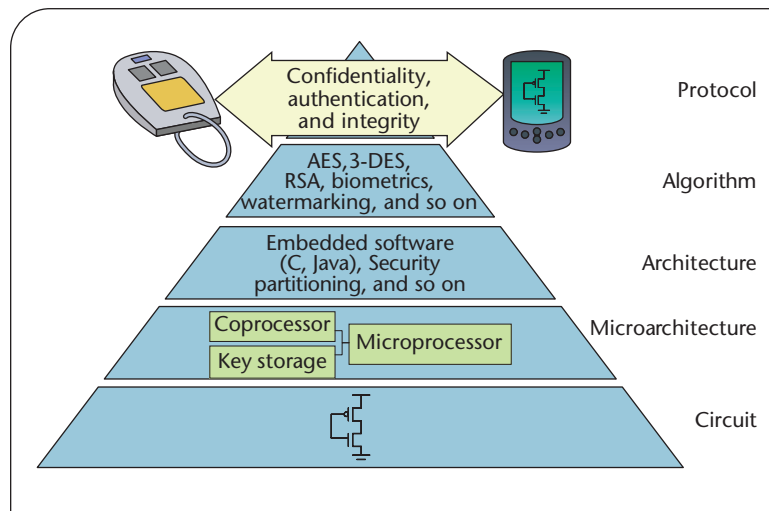 Confidentiality,
authentication,
and integrity
Protocol
AES,3-DES,
RSA, biometrics,
watermarking, and so on
Algorithm
Embedded software
(C, Java), Security
partitioning, and so on
Architecture
Coprocessor
Key storage
Microprocessor
Microarchitecture
Circuit